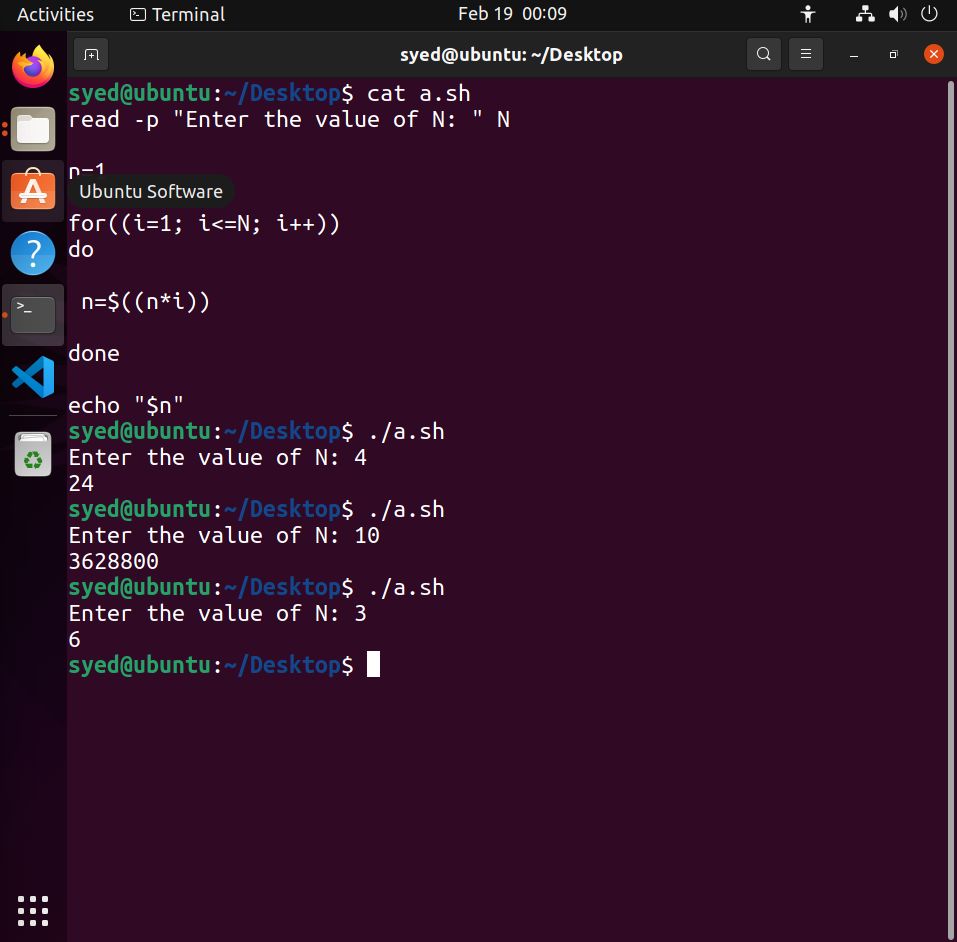 Activities Terminal Feb 19 00:09
syed@ubuntu: ~/Desktop
syed@ubuntu:~/Desktop$ cat a.sh
read -p "Enter the value of N: " N
n=1
Ubuntu Software
for((i=1; i<=N; i++))
do
n=$((n*i))
done
echo "$n"
syed@ubuntu:~/Desktop$ ./a.sh
Enter the value of N: 4
24
syed@ubuntu:~/Desktop$ ./a.sh
Enter the value of N: 10
3628800
syed@ubuntu:~/Desktop$ ./a.sh
Enter the value of N: 3
6
syed@ubuntu:~/Desktop$